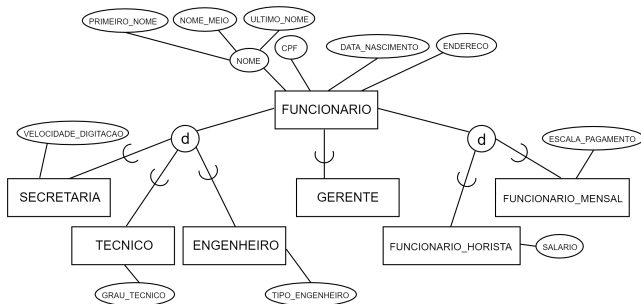 PRIMEIRO_NOME
NOME_MEIO
ULTIMO_NOME
NOME
CPF
DATA_NASCIMENTO
ENDERECO
FUNCIONARIO
VELOCIDADE_DIGITACAO
d
d
ESCALA_PAGAMENTO
SECRETARIA
GERENTE
FUNCIONARIO_MENSAL
TECNICO
ENGENHEIRO
FUNCIONARIO_HORISTA
SALARIO
GRAU_TECNICO
TIPO_ENGENHEIRO